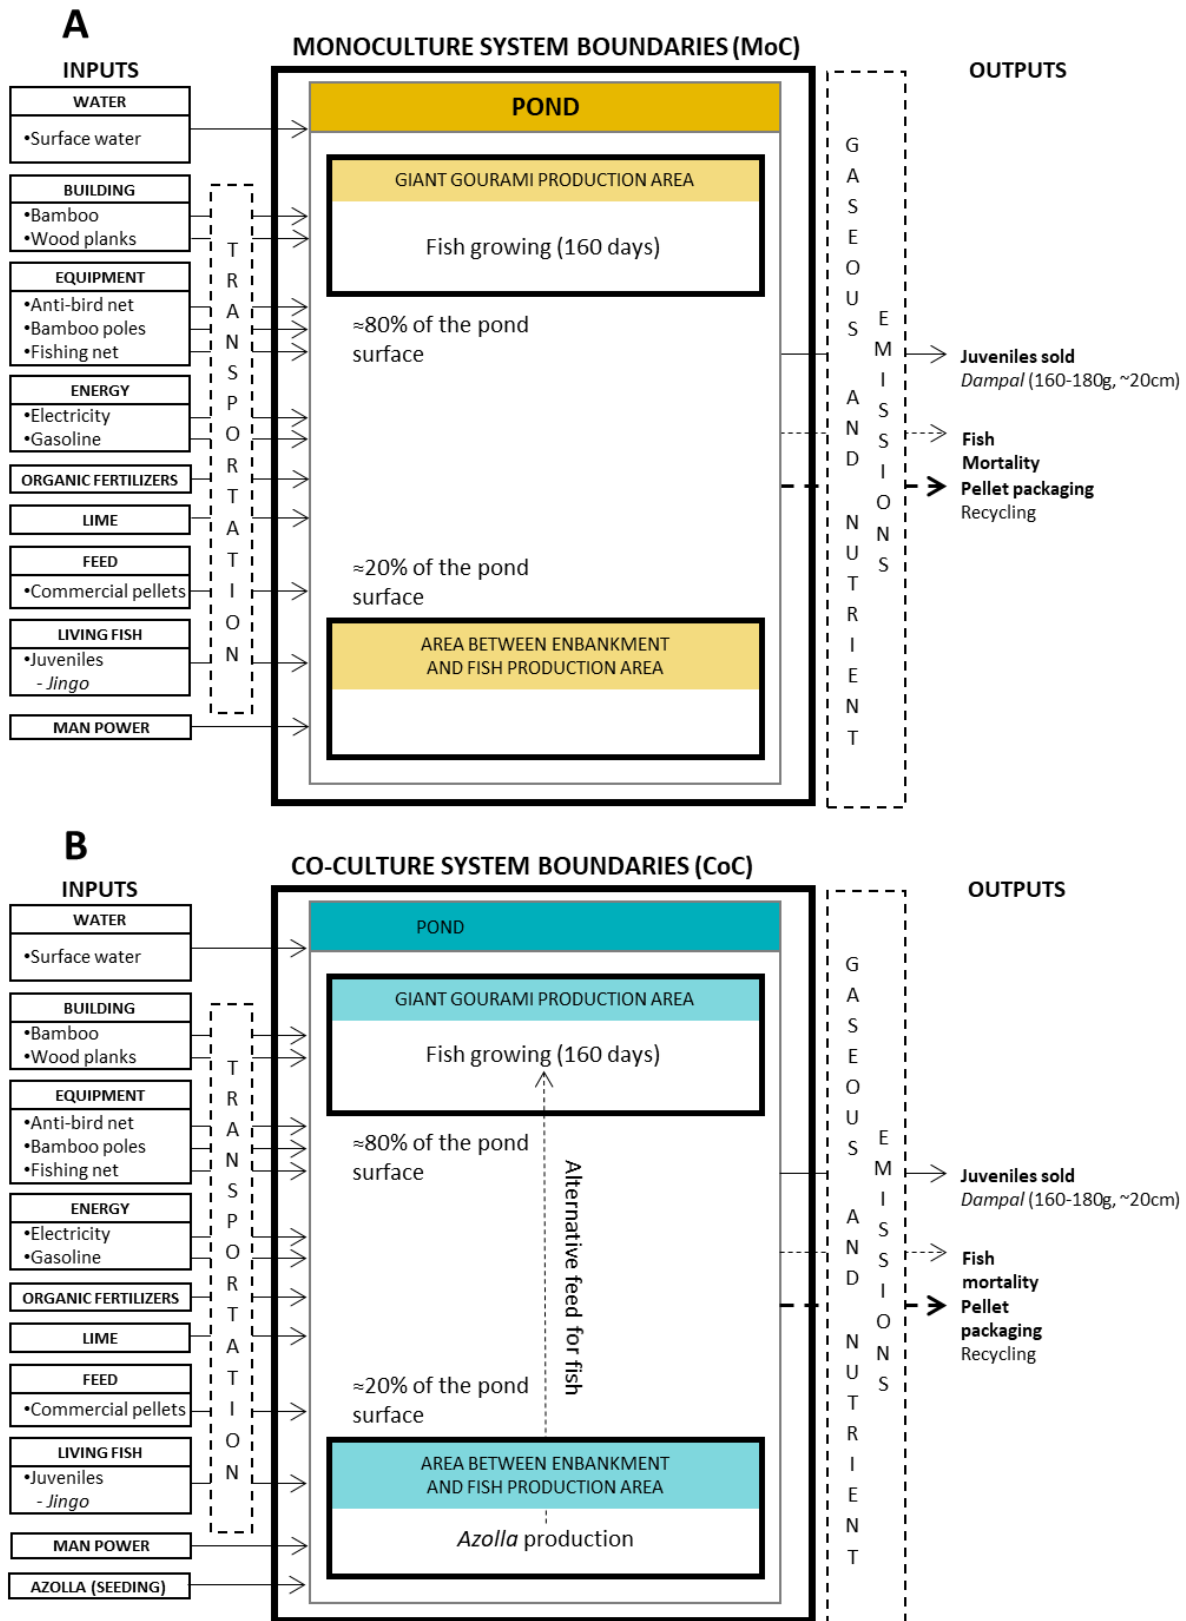 A
MONOCULTURE SYSTEM BOUNDARIES (MoC)
INPUTS
OUTPUTS
WATER
•Surface water
BUILDING
•Bamboo
•Wood planks
EQUIPMENT
•Anti-bird net
•Bamboo poles
•Fishing net
ENERGY
•Electricity
•Gasoline
ORGANIC FERTILIZERS
LIME
FEED
•Commercial pellets
LIVING FISH
•Juveniles
- Jingo
MAN POWER
TRANSPORTATION
POND
GIANT GOURAMI PRODUCTION AREA
Fish growing (160 days)
≈80% of the pond
surface
≈20% of the pond
surface
AREA BETWEEN ENBANKMENT
AND FISH PRODUCTION AREA
GASEOUS AND NUTRIENT
EMISSIONS
Juveniles sold
Dampal (160-180g, ~20cm)
Fish
Mortality
Pellet packaging
Recycling
B
CO-CULTURE SYSTEM BOUNDARIES (CoC)
INPUTS
OUTPUTS
WATER
•Surface water
BUILDING
•Bamboo
•Wood planks
EQUIPMENT
•Anti-bird net
•Bamboo poles
•Fishing net
ENERGY
•Electricity
•Gasoline
ORGANIC FERTILIZERS
LIME
FEED
•Commercial pellets
LIVING FISH
•Juveniles
- Jingo
MAN POWER
AZOLLA (SEEDING)
TRANSPORTATION
POND
GIANT GOURAMI PRODUCTION AREA
Fish growing (160 days)
≈80% of the pond
surface
Alternative feed for fish
≈20% of the pond
surface
AREA BETWEEN ENBANKMENT
AND FISH PRODUCTION AREA
Azolla production
GASEOUS AND NUTRIENT
EMISSIONS
Juveniles sold
Dampal (160-180g, ~20cm)
Fish
mortality
Pellet
packaging
Recycling